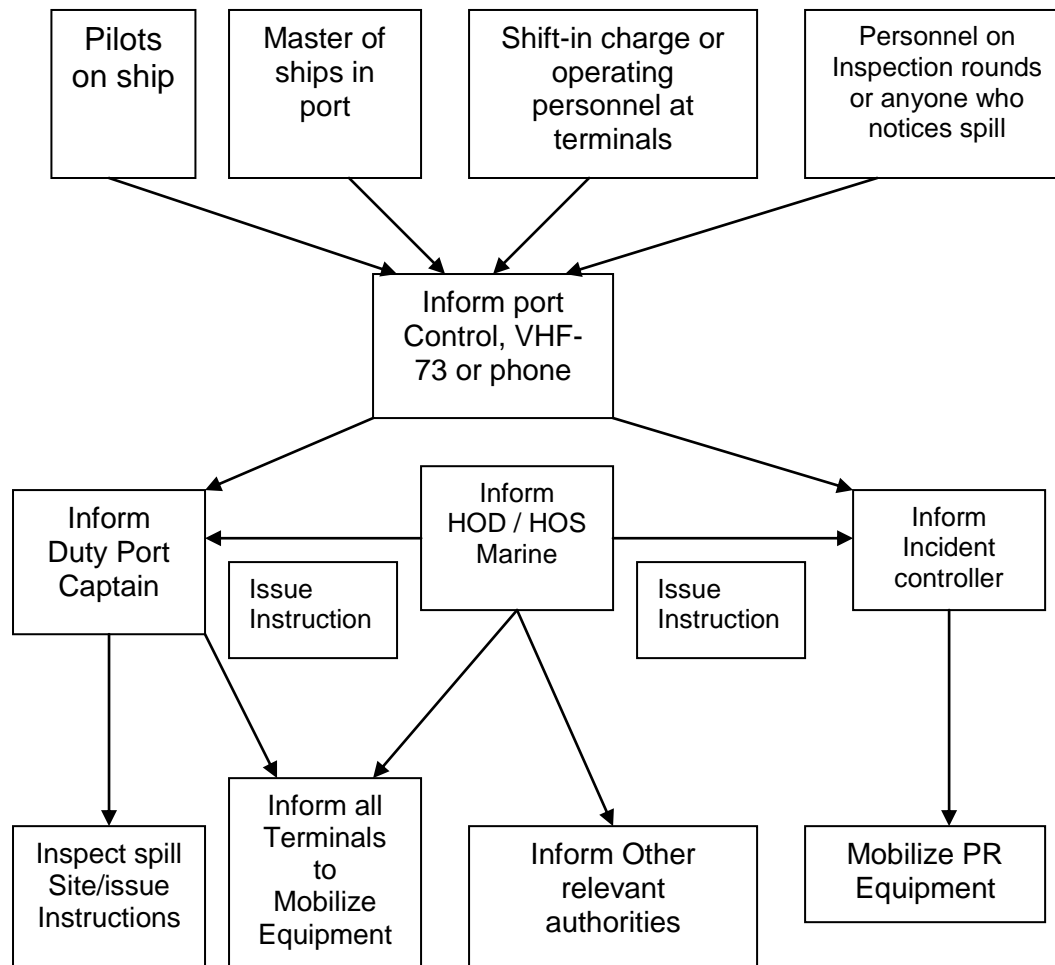 Pilots
on ship
Master of
ships in
port
Shift-in charge or
operating
personnel at
terminals
Personnel on
Inspection rounds
or anyone who
notices spill
Inform port
Control, VHF-
73 or phone
Inform
Duty Port
Captain
Inform
HOD / HOS
Marine
Inform
Incident
controller
Issue
Instruction
Issue
Instruction
Inspect spill
Site/issue
Instructions
Inform all
Terminals
to
Mobilize
Equipment
Inform Other
relevant
authorities
Mobilize PR
Equipment